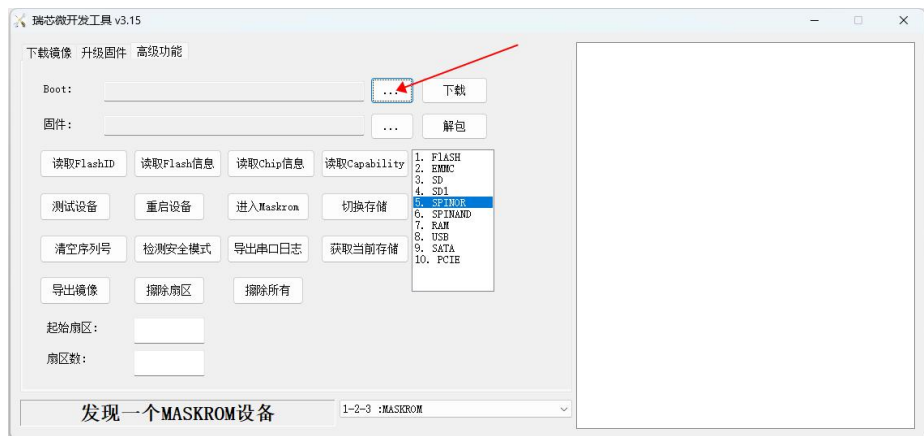 瑞芯微开发工具 v3.15
下载镜像 升级固件 高级功能
Boot: ... 下载
固件: ... 解包
读取FlashID 读取Flash信息 读取Chip信息 读取Capability
测试设备 重启设备 进入Maskrom 切换存储
清空序列号 检测安全模式 导出串口日志 获取当前存储
导出镜像 擦除扇区 擦除所有
1. FlASH
2. EMMC
3. SD
4. SD1
5. SPINOR
6. SPINAND
7. RAM
8. USB
9. SATA
10. PCIE
起始扇区:
扇区数:
发现一个MASKROM设备 1-2-3 :MASKROM